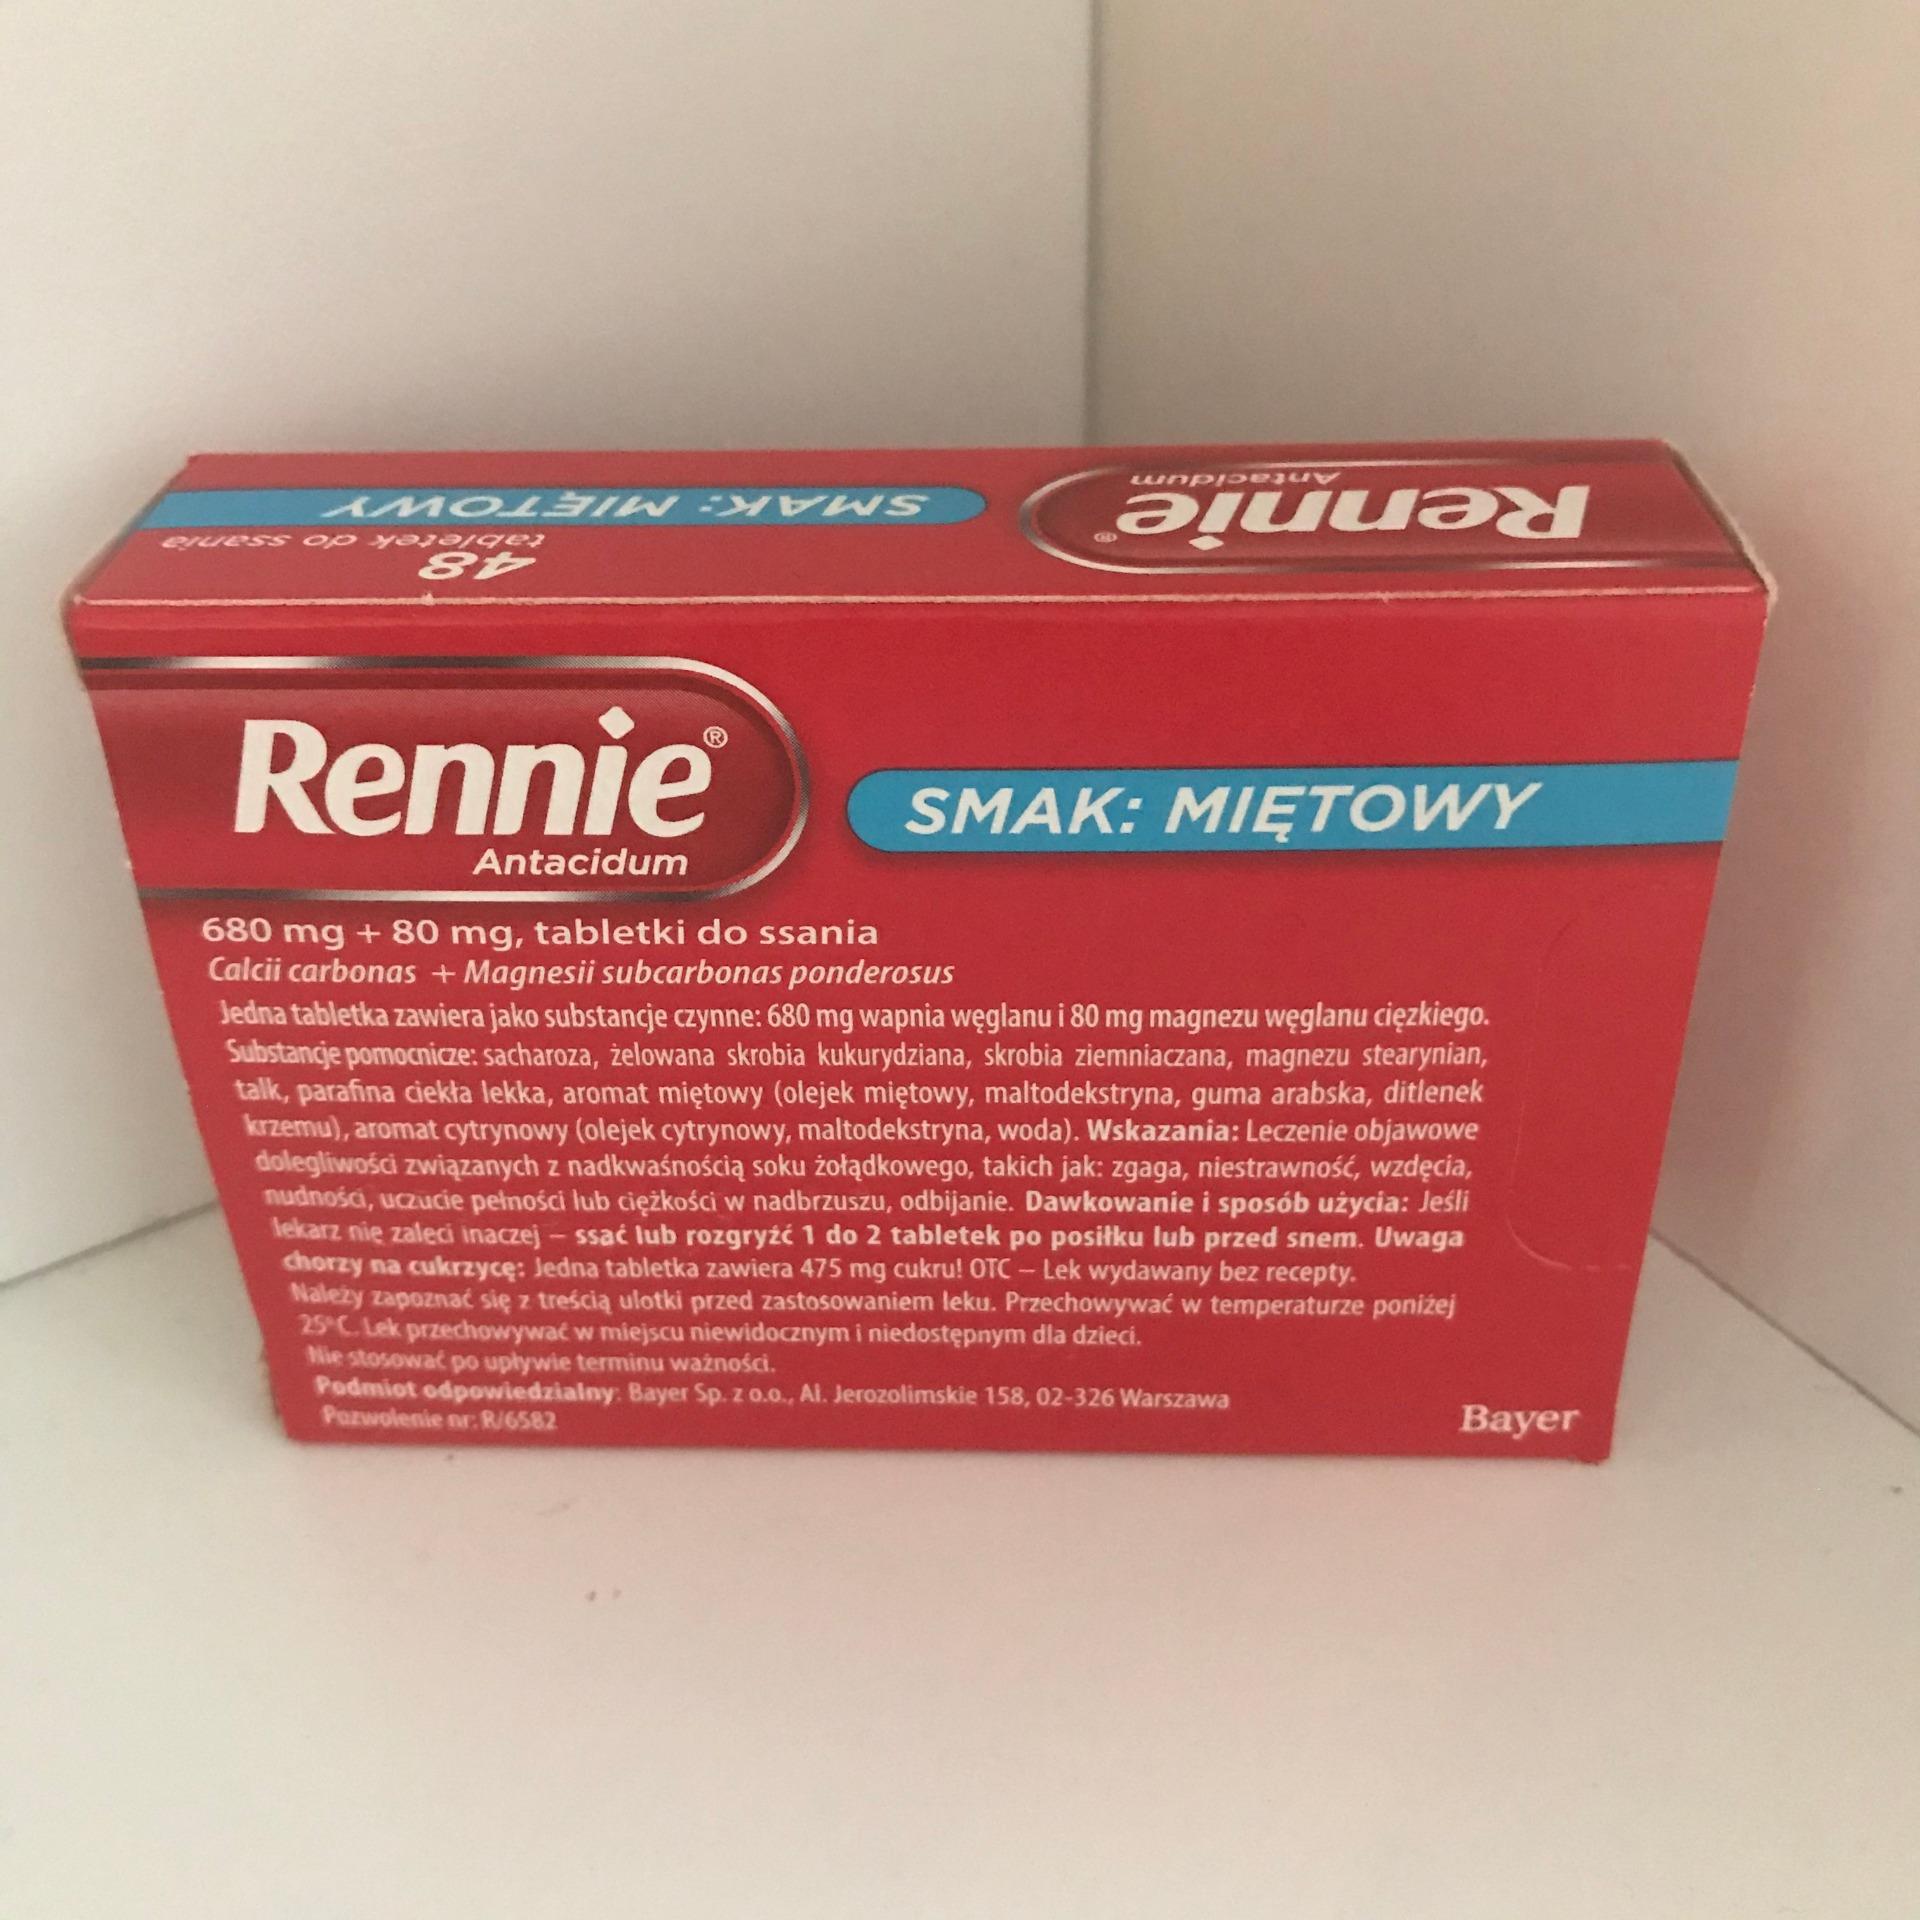 Rennie®
Antacidum
SMAK: MIĘTOWY
48
tabletek do ssania
Rennie®
Antacidum
SMAK: MIĘTOWY
680 mg + 80 mg, tabletki do ssania
Calcii carbonas + Magnesii subcarbonas ponderosus
Jedna tabletka zawiera jako substancje czynne: 680 mg wapnia węglanu i 80 mg magnezu węglanu ciężkiego.
Substancje pomocnicze: sacharoza, żelowana skrobia kukurydziana, skrobia ziemniaczana, magnezu stearynian,
talk, parafina ciekła lekka, aromat miętowy (olejek miętowy, maltodekstryna, guma arabska, ditlenek
krzemu), aromat cytrynowy (olejek cytrynowy, maltodekstryna, woda). Wskazania: Leczenie objawowe
dolegliwości związanych z nadkwaśnością soku żołądkowego, takich jak: zgaga, niestrawność, wzdęcia,
nudności, uczucie pełności lub ciężkości w nadbrzuszu, odbijanie. Dawkowanie i sposób użycia: Jeśli
lekarz nie zaleci inaczej – ssać lub rozgryźć 1 do 2 tabletek po posiłku lub przed snem. Uwaga
chorzy na cukrzycę: Jedna tabletka zawiera 475 mg cukru! OTC – Lek wydawany bez recepty.
Należy zapoznać się z treścią ulotki przed zastosowaniem leku. Przechowywać w temperaturze poniżej
25°C. Lek przechowywać w miejscu niewidocznym i niedostępnym dla dzieci.
Nie stosować po upływie terminu ważności.
Podmiot odpowiedzialny: Bayer Sp. z o.o., Al. Jerozolimskie 158, 02-326 Warszawa
Pozwolenie nr: R/6582
Bayer